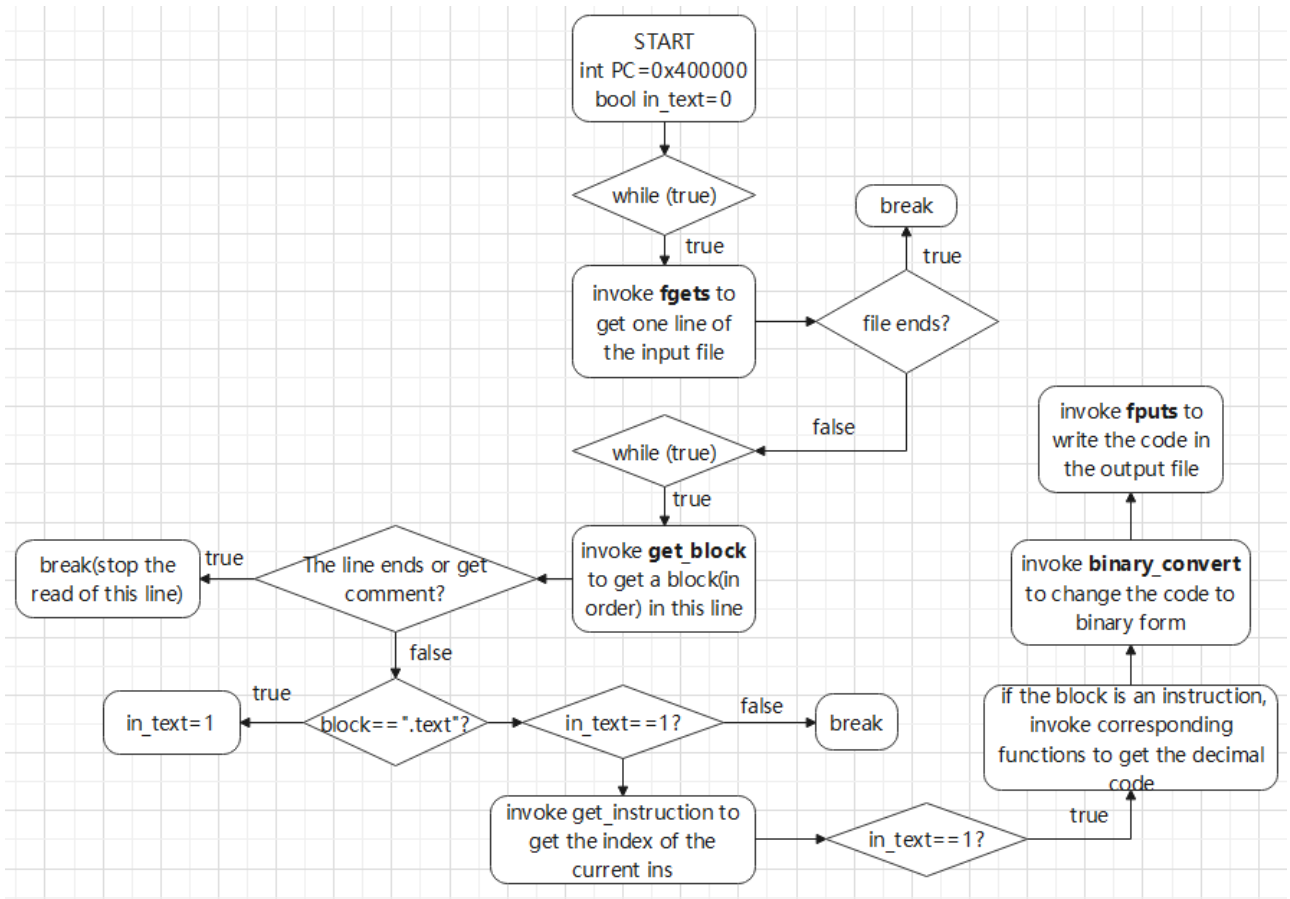 START
int PC=0x400000
bool in_text=0
while (true)
break
true
true
invoke fgets to
get one line of
the input file
file ends?
false
while (true)
true
invoke fputs to
write the code in
the output file
invoke get_block
to get a block(in
order) in this line
The line ends or get
comment?
true
break(stop the
read of this line)
invoke binary_convert
to change the code to
binary form
false
block==".text"?
true
in_text=1
in_text==1?
false
break
if the block is an instruction,
invoke corresponding
functions to get the decimal
code
invoke get_instruction to
get the index of the
current ins
in_text==1?
true